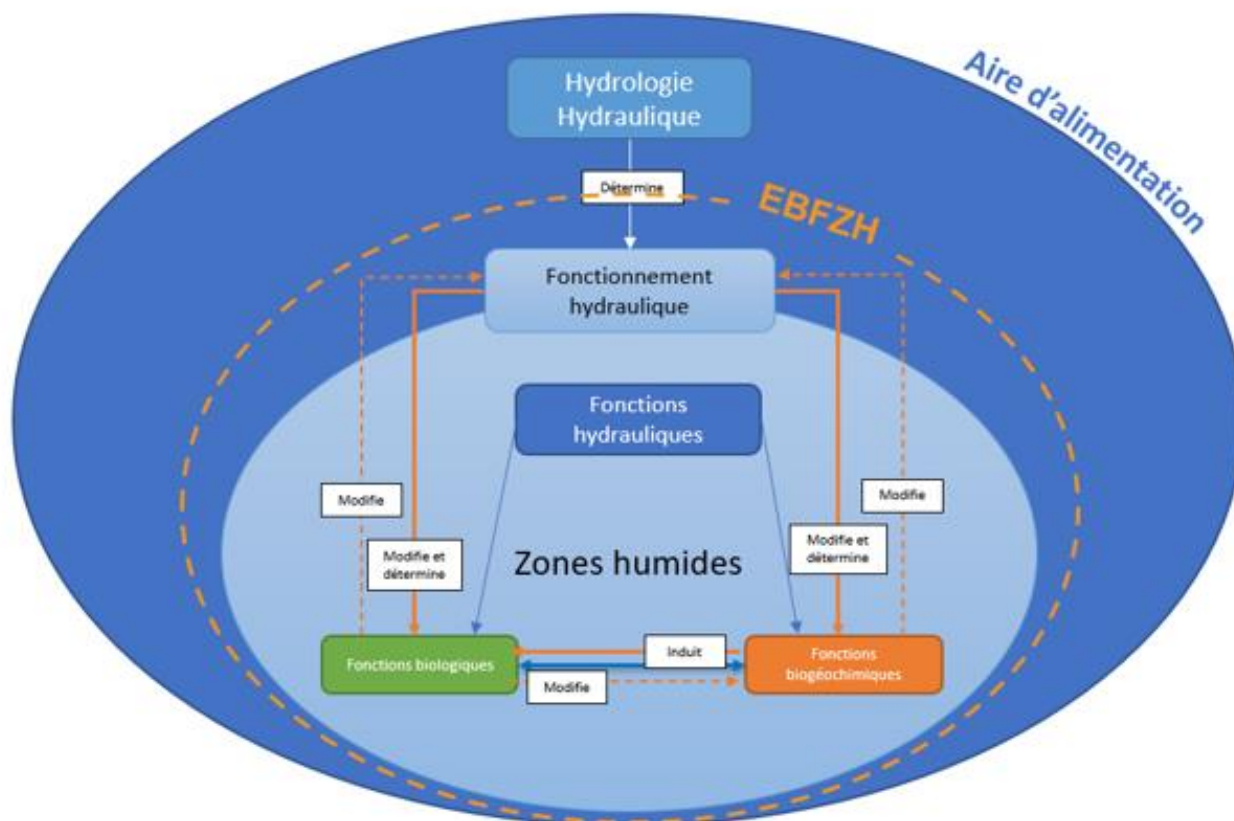 Hydrologie
Hydraulique
Aire d'alimentation
Détermine
EBFZH
Fonctionnement
hydraulique
Fonctions
hydrauliques
Modifie
Modifie
Modifie et
détermine
Modifie et
détermine
Zones humides
Fonctions biologiques
Induit
Modifie
Fonctions
biogéochimiques